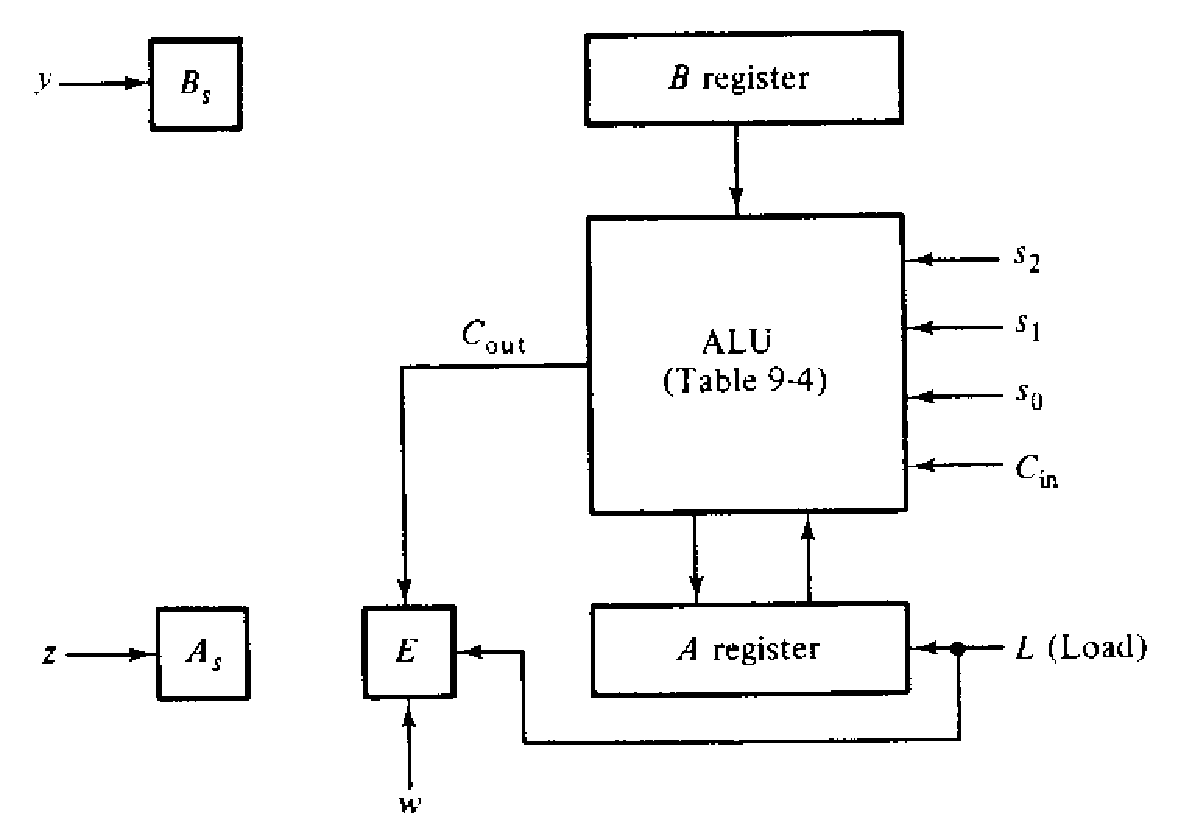 y
B_s
B register
s_2
s_1
s_0
C_in
ALU
(Table 9-4)
C_out
z
A_s
E
A register
L (Load)
w